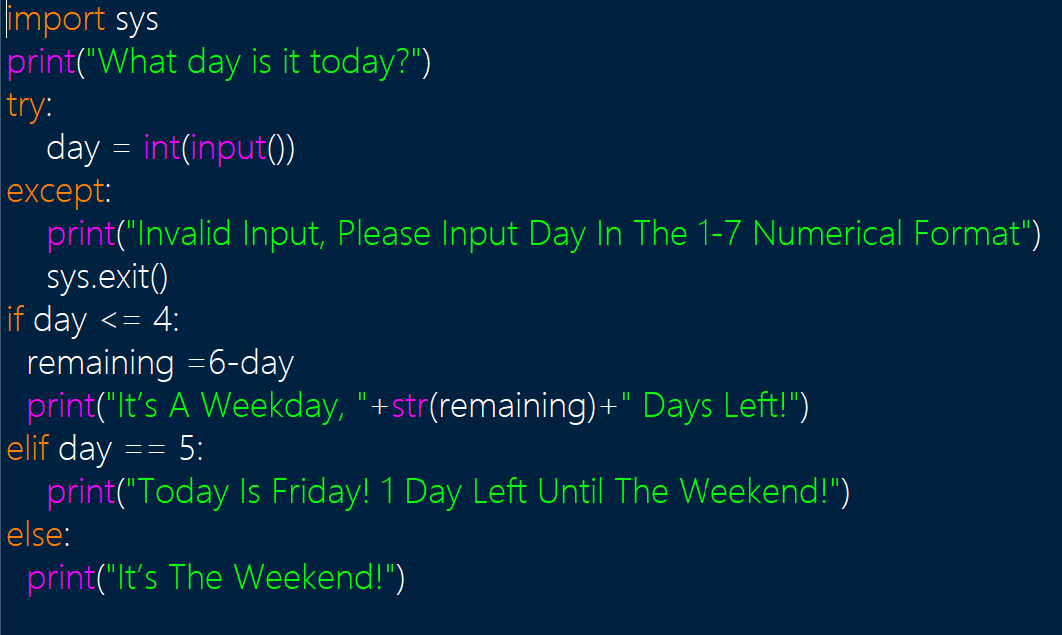 import sys
print("What day is it today?")
try:
    day = int(input())
except:
    print("Invalid Input, Please Input Day In The 1-7 Numerical Format")
    sys.exit()
if day <= 4:
  remaining =6-day
  print("It’s A Weekday, "+str(remaining)+" Days Left!")
elif day == 5:
    print("Today Is Friday! 1 Day Left Until The Weekend!")
else:
  print("It’s The Weekend!")